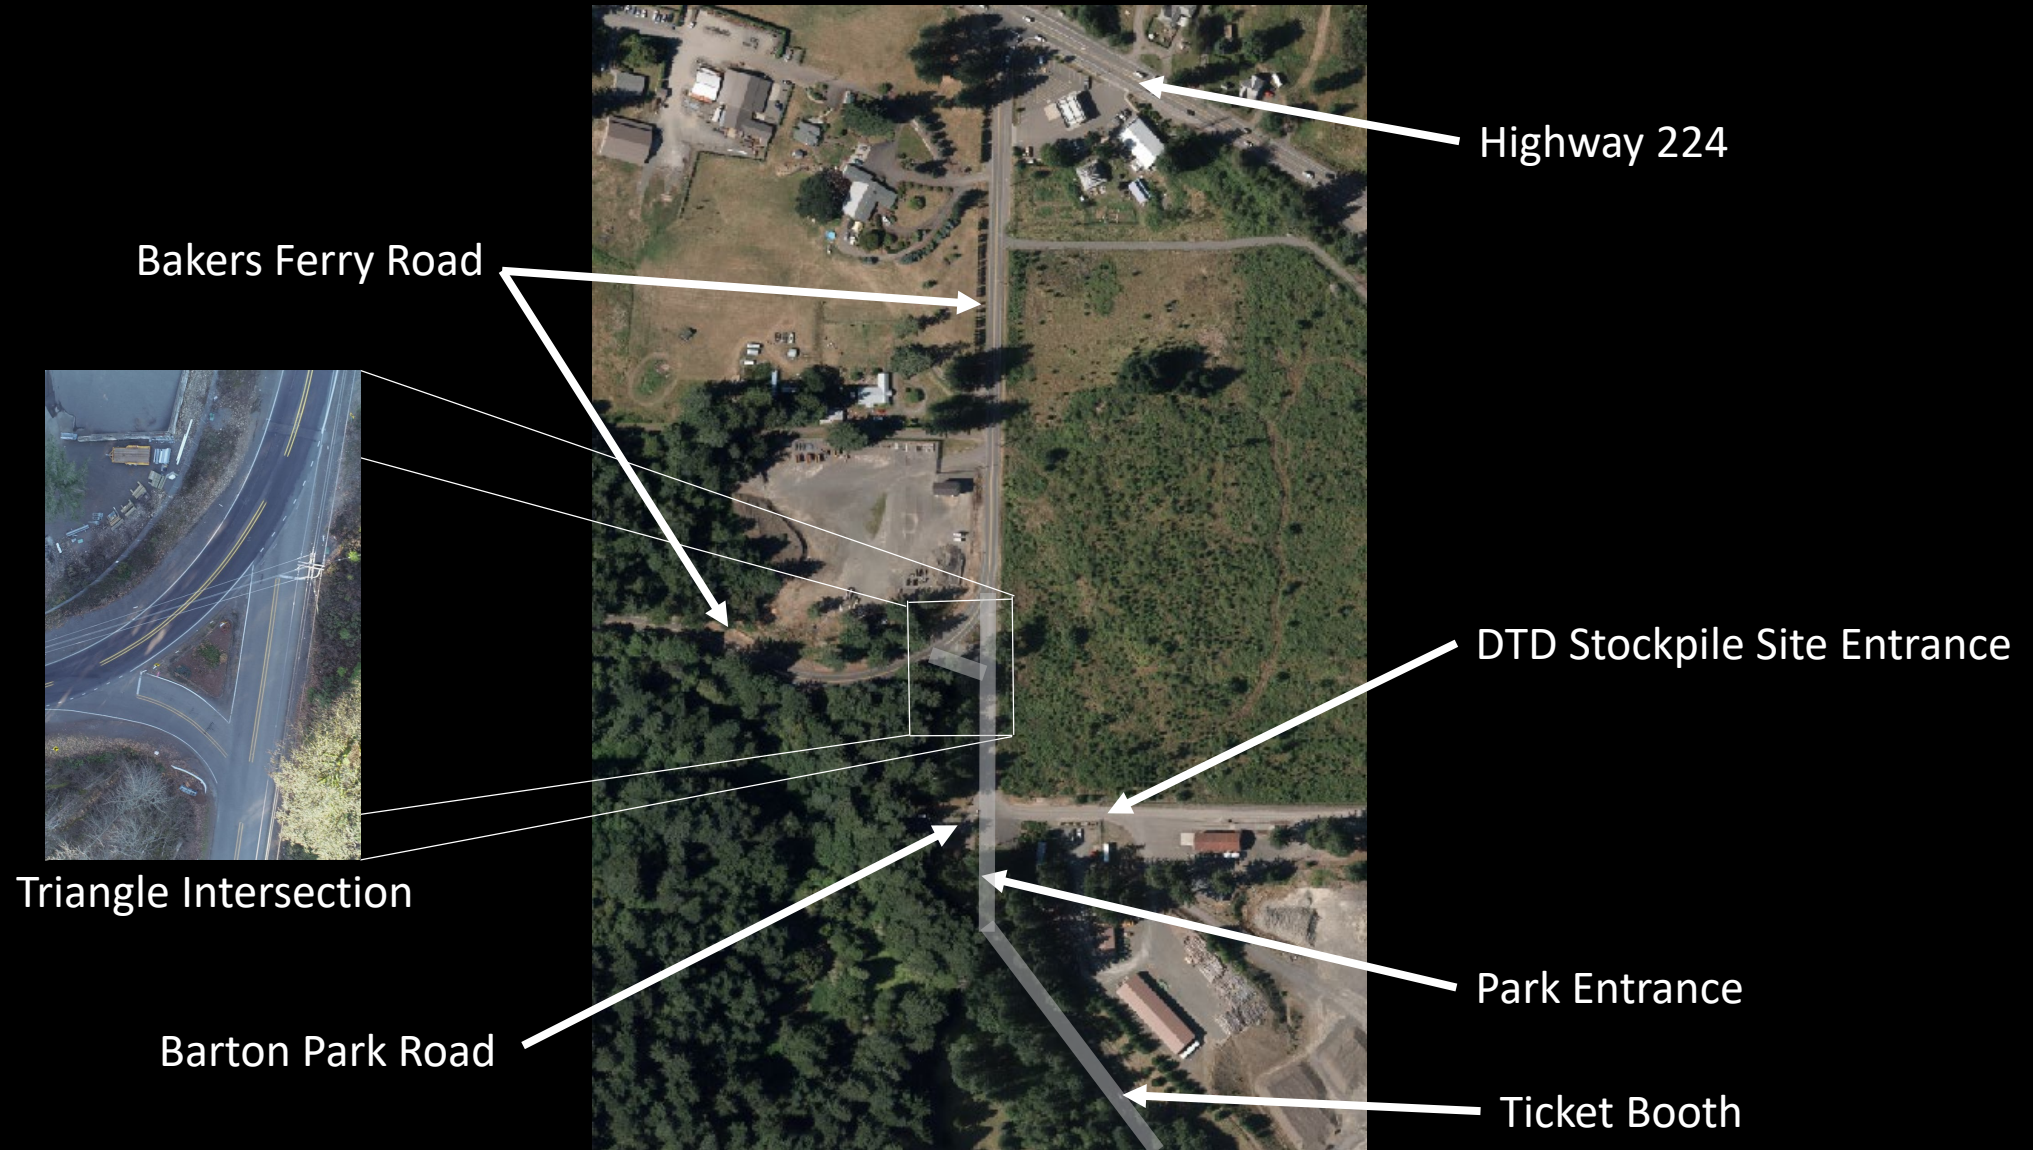 Highway 224
Bakers Ferry Road
DTD Stockpile Site Entrance
Triangle Intersection
Park Entrance
Barton Park Road
Ticket Booth